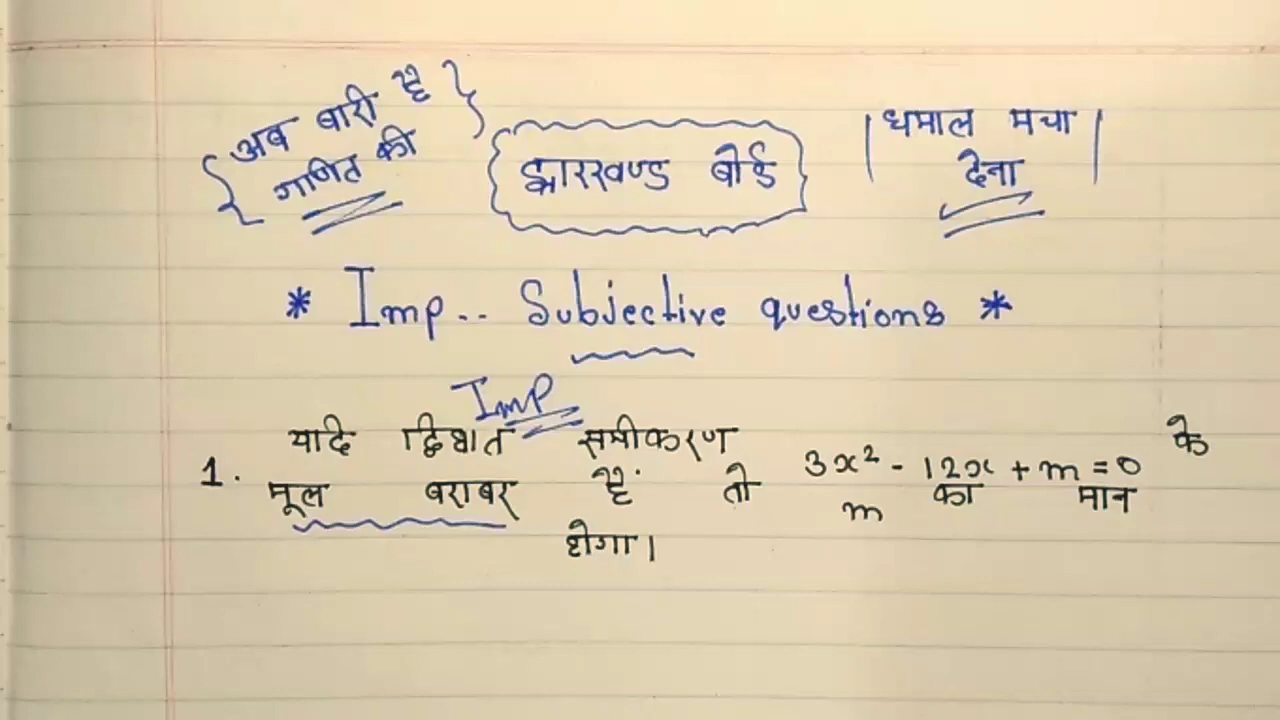 अब बारी है
गणित की
झारखण्ड बोर्ड
धमाल मचा
देना
* Imp.. Subjective questions *
Imp
1. यदि द्विघात समीकरण 3x² - 12x + m = 0 के
मूल बराबर हैं तो m का मान
होगा।